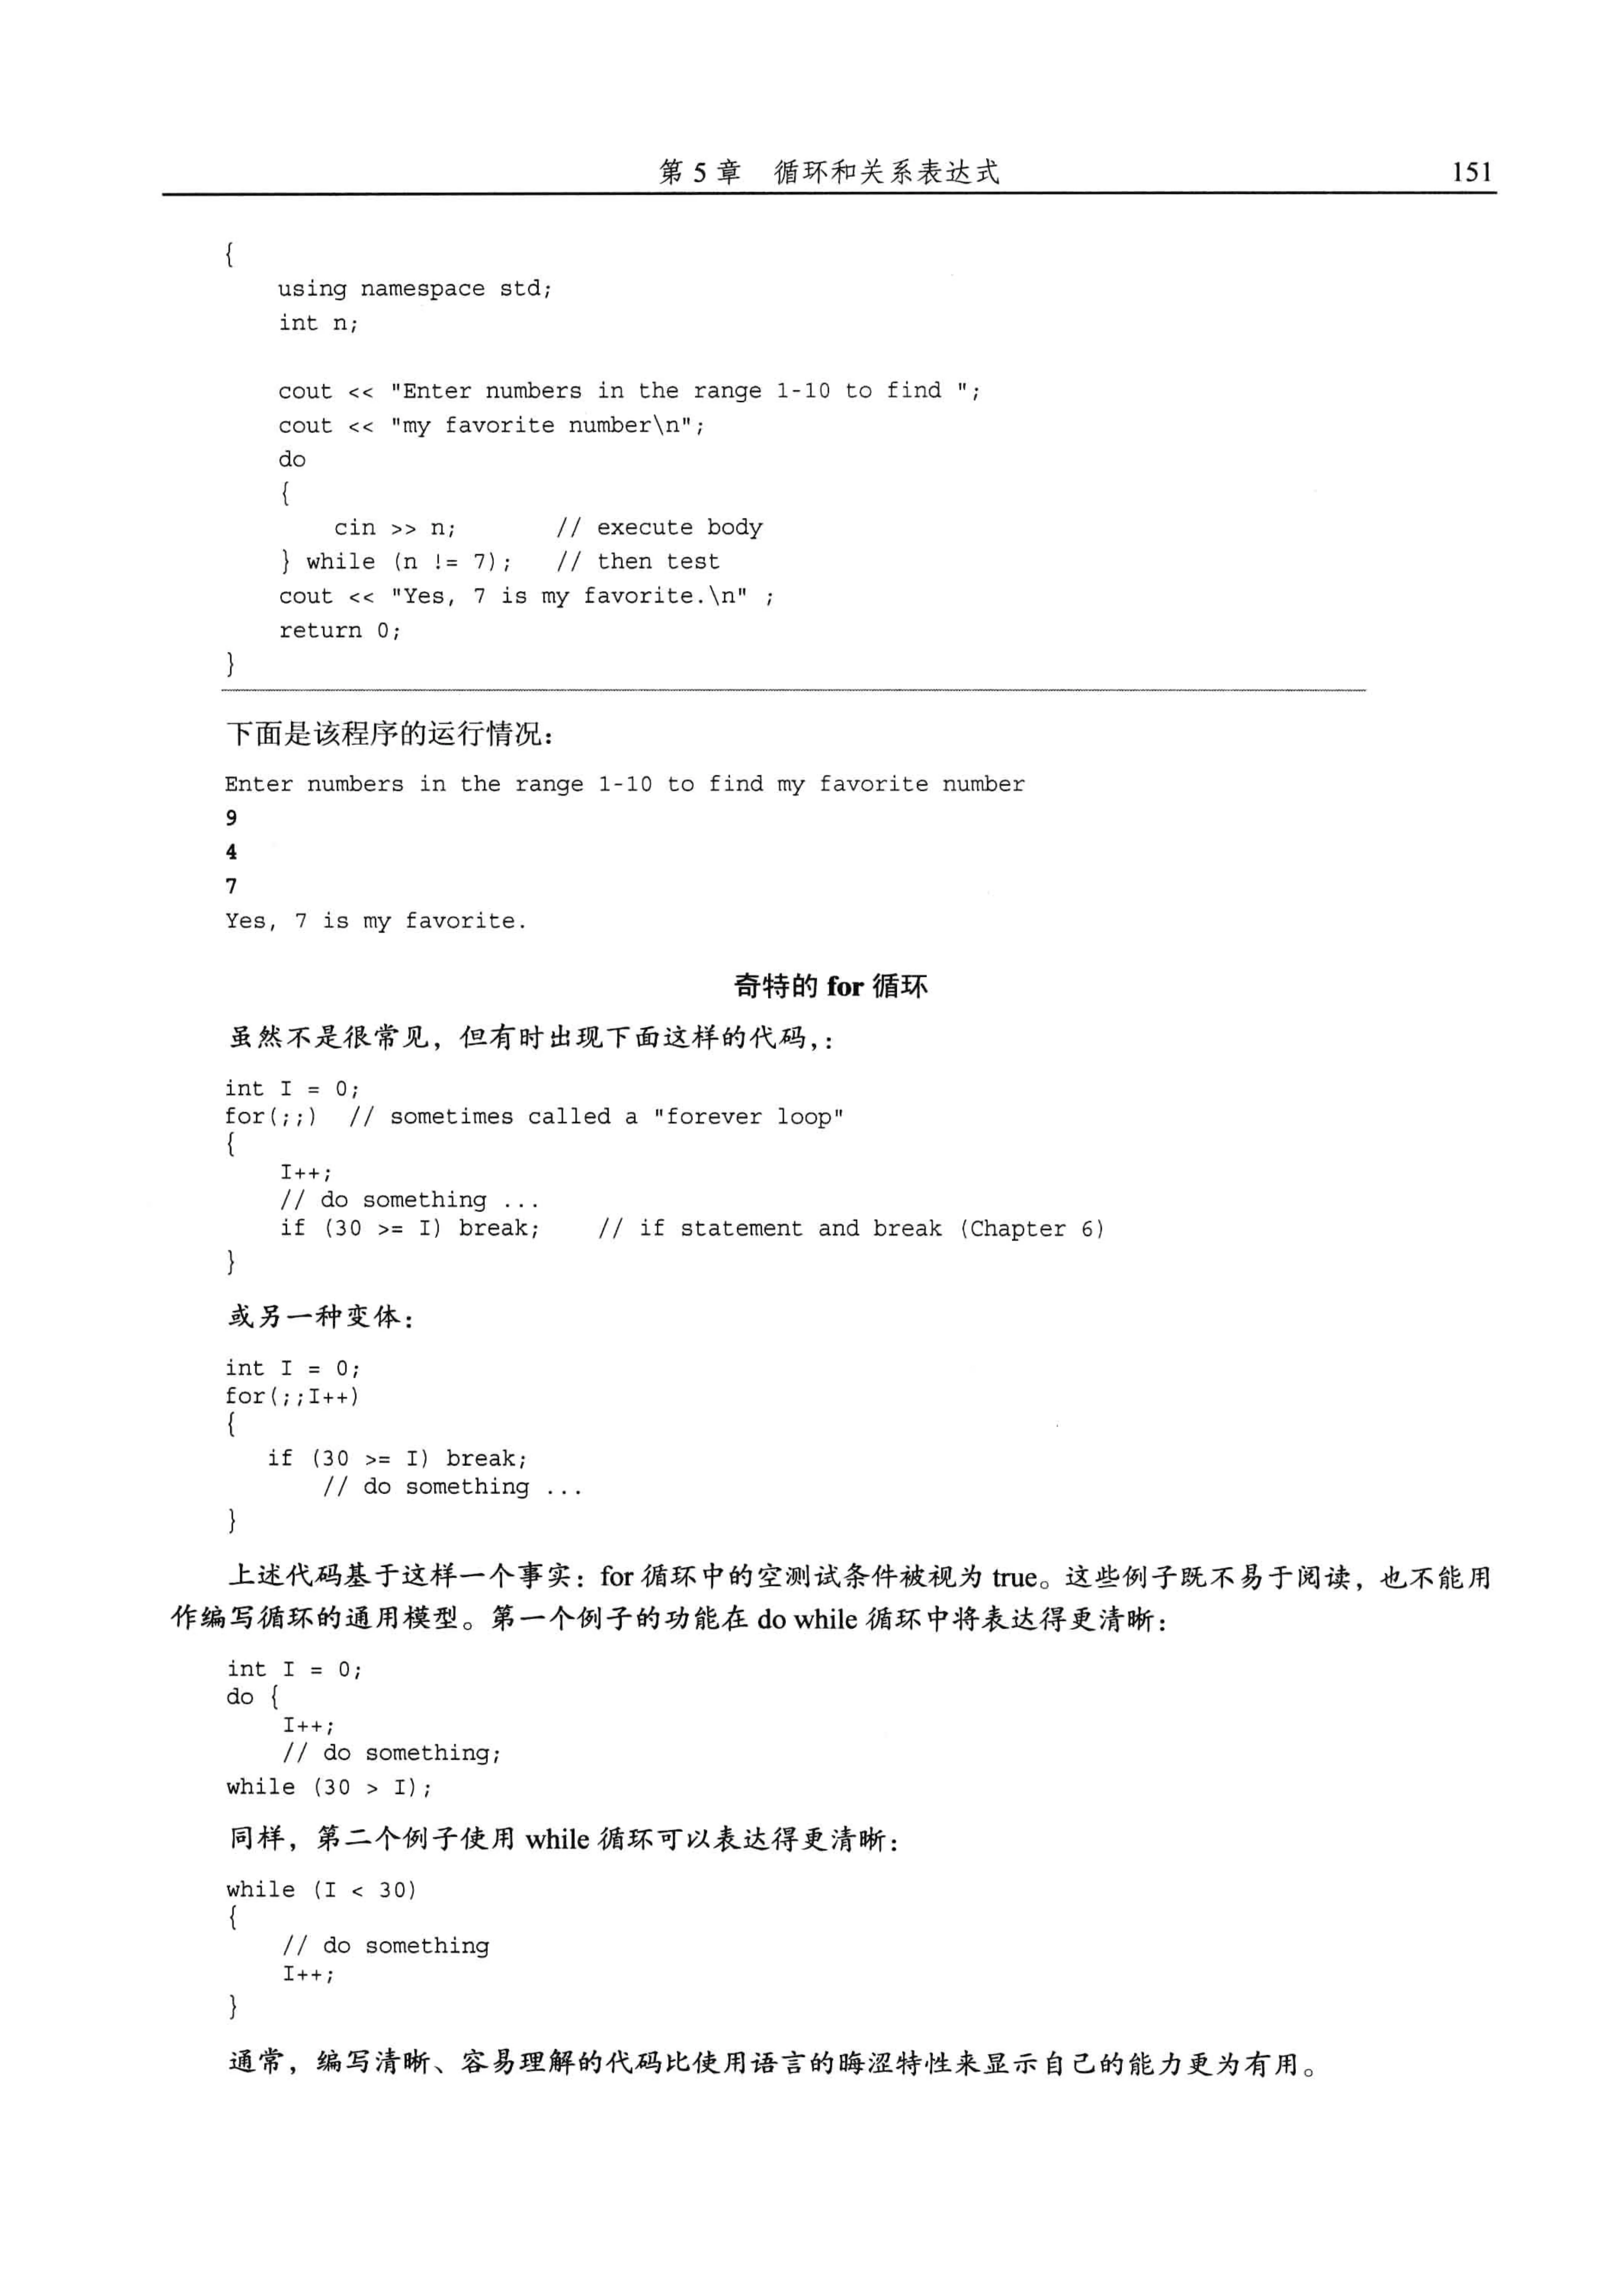 第 5 章　循环和关系表达式　151
{
    using namespace std;
    int n;
    cout << "Enter numbers in the range 1-10 to find ";
    cout << "my favorite number\n";
    do
    {
        cin >> n;       // execute body
    } while (n != 7);   // then test
    cout << "Yes, 7 is my favorite.\n" ;
    return 0;
}
下面是该程序的运行情况：
Enter numbers in the range 1-10 to find my favorite number
9
4
7
Yes, 7 is my favorite.
奇特的 for 循环
虽然不是很常见，但有时出现下面这样的代码，：
int I = 0;
for(;;)  // sometimes called a "forever loop"
{
    I++;
    // do something ...
    if (30 >= I) break;    // if statement and break (Chapter 6)
}
或另一种变体：
int I = 0;
for(;;I++)
{
   if (30 >= I) break;
       // do something ...
}
上述代码基于这样一个事实：for 循环中的空测试条件被视为 true。这些例子既不易于阅读，也不能用
作编写循环的通用模型。第一个例子的功能在 do while 循环中将表达得更清晰：
int I = 0;
do {
    I++;
    // do something;
while (30 > I);
同样，第二个例子使用 while 循环可以表达得更清晰：
while (I < 30)
{
    // do something
    I++;
}
通常，编写清晰、容易理解的代码比使用语言的晦涩特性来显示自己的能力更为有用。